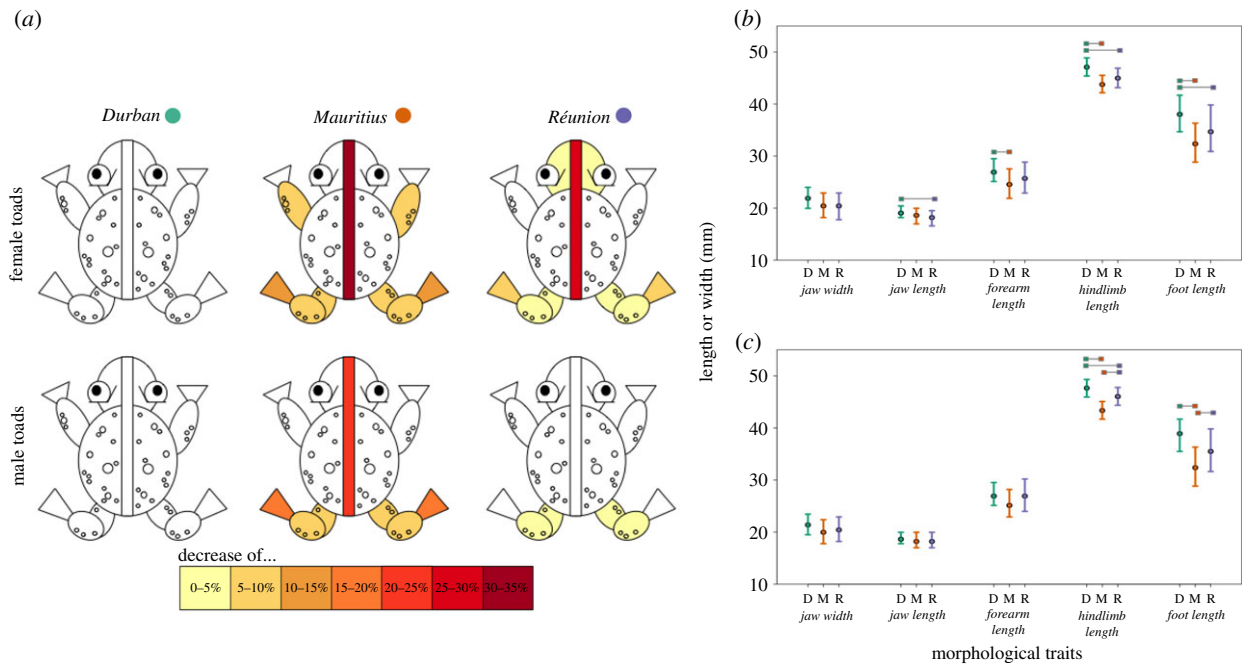 (a)
Durban
Mauritius
Réunion
female toads
male toads
decrease of...
0–5% 5–10% 10–15% 15–20% 20–25% 25–30% 30–35%
(b)
50
40
30
20
10
D M R D M R D M R D M R D M R
jaw width jaw length forearm length hindlimb length foot length
length or width (mm)
(c)
50
40
30
20
10
D M R D M R D M R D M R D M R
jaw width jaw length forearm length hindlimb length foot length
morphological traits